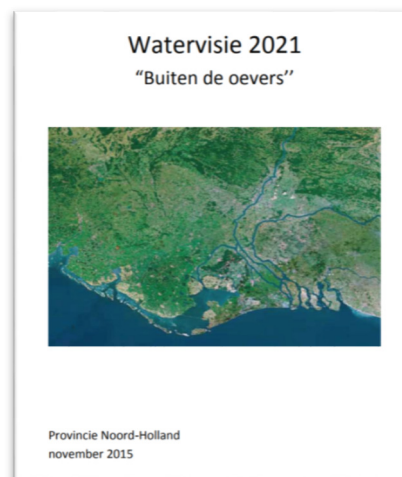 Watervisie 2021
“Buiten de oevers’’
Provincie Noord-Holland
november 2015